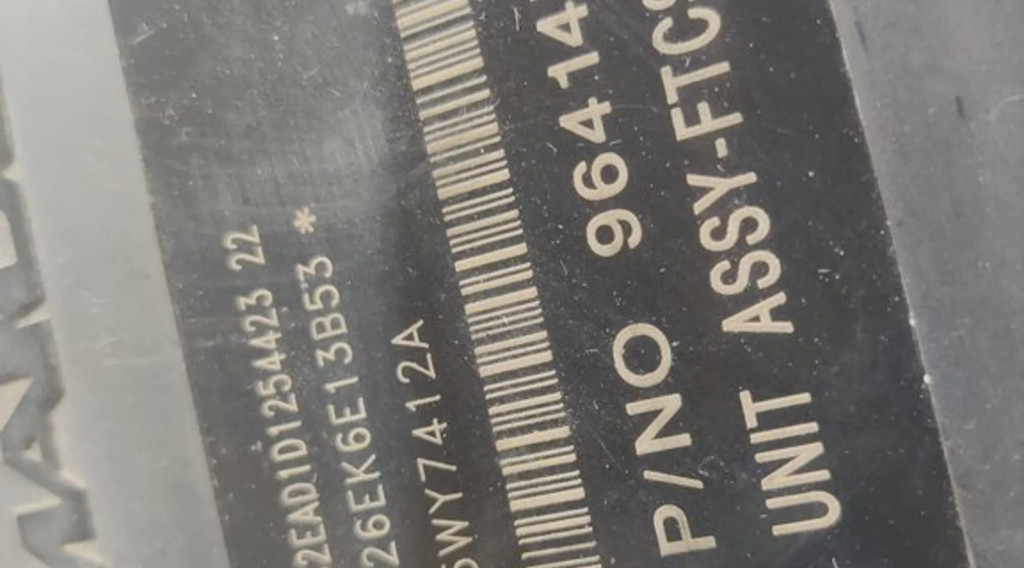 2EAD1D1254423 22
26EK6E13B53 *
5WY7412A
P/NO 96414
UNIT ASSY-FTC